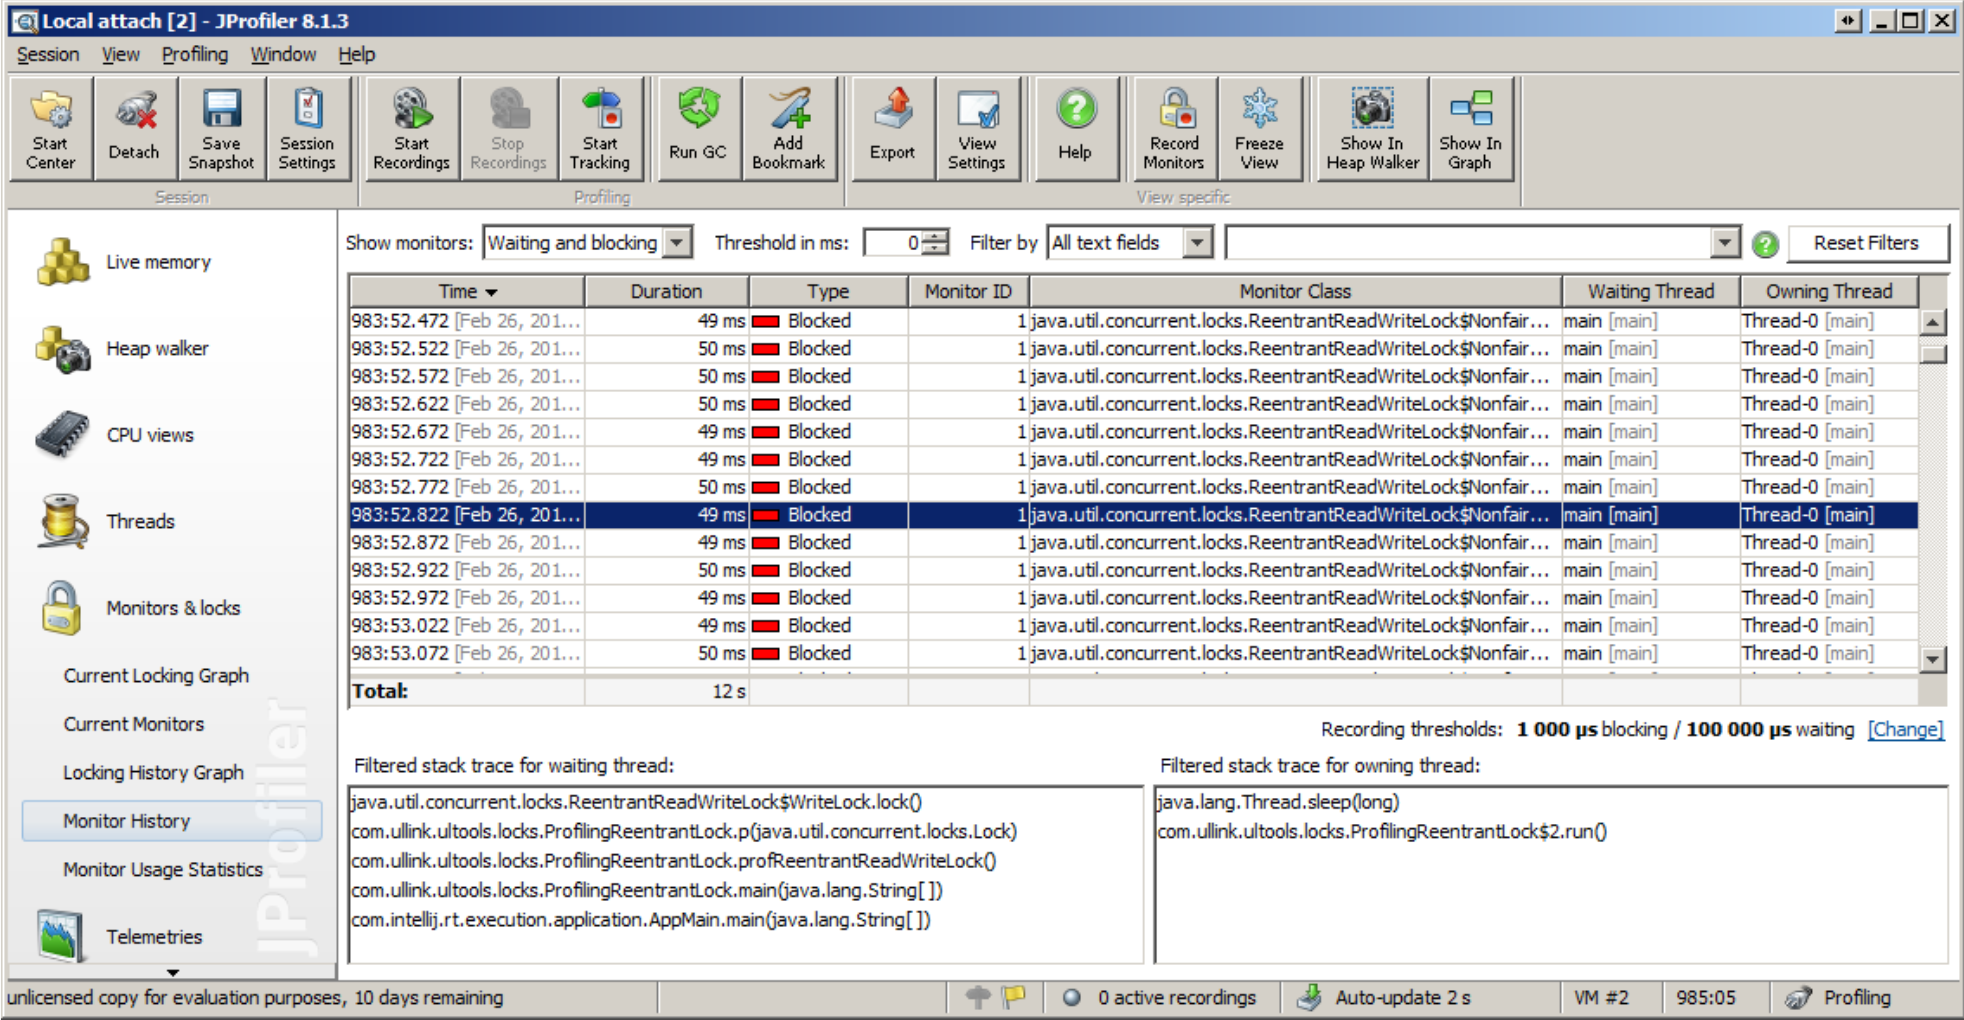 Local attach [2] - JProfiler 8.1.3
Session View Profiling Window Help
Start Center
Detach
Save Snapshot
Session Settings
Start Recordings
Stop Recordings
Start Tracking
Run GC
Add Bookmark
Export
View Settings
Help
Record Monitors
Freeze View
Show In Heap Walker
Show In Graph
Session Profiling View specific
Live memory
Heap walker
CPU views
Threads
Monitors & locks
Current Locking Graph
Current Monitors
Locking History Graph
Monitor History
Monitor Usage Statistics
Telemetries
JProfiler
Show monitors: Waiting and blocking Threshold in ms: 0 Filter by All text fields Reset Filters
Time Duration Type Monitor ID Monitor Class Waiting Thread Owning Thread
983:52.472 [Feb 26, 201... 49 ms Blocked 1 java.util.concurrent.locks.ReentrantReadWriteLock$Nonfair... main [main] Thread-0 [main]
983:52.522 [Feb 26, 201... 50 ms Blocked 1 java.util.concurrent.locks.ReentrantReadWriteLock$Nonfair... main [main] Thread-0 [main]
983:52.572 [Feb 26, 201... 50 ms Blocked 1 java.util.concurrent.locks.ReentrantReadWriteLock$Nonfair... main [main] Thread-0 [main]
983:52.622 [Feb 26, 201... 50 ms Blocked 1 java.util.concurrent.locks.ReentrantReadWriteLock$Nonfair... main [main] Thread-0 [main]
983:52.672 [Feb 26, 201... 49 ms Blocked 1 java.util.concurrent.locks.ReentrantReadWriteLock$Nonfair... main [main] Thread-0 [main]
983:52.722 [Feb 26, 201... 49 ms Blocked 1 java.util.concurrent.locks.ReentrantReadWriteLock$Nonfair... main [main] Thread-0 [main]
983:52.772 [Feb 26, 201... 50 ms Blocked 1 java.util.concurrent.locks.ReentrantReadWriteLock$Nonfair... main [main] Thread-0 [main]
983:52.822 [Feb 26, 201... 49 ms Blocked 1 java.util.concurrent.locks.ReentrantReadWriteLock$Nonfair... main [main] Thread-0 [main]
983:52.872 [Feb 26, 201... 49 ms Blocked 1 java.util.concurrent.locks.ReentrantReadWriteLock$Nonfair... main [main] Thread-0 [main]
983:52.922 [Feb 26, 201... 50 ms Blocked 1 java.util.concurrent.locks.ReentrantReadWriteLock$Nonfair... main [main] Thread-0 [main]
983:52.972 [Feb 26, 201... 49 ms Blocked 1 java.util.concurrent.locks.ReentrantReadWriteLock$Nonfair... main [main] Thread-0 [main]
983:53.022 [Feb 26, 201... 49 ms Blocked 1 java.util.concurrent.locks.ReentrantReadWriteLock$Nonfair... main [main] Thread-0 [main]
983:53.072 [Feb 26, 201... 50 ms Blocked 1 java.util.concurrent.locks.ReentrantReadWriteLock$Nonfair... main [main] Thread-0 [main]
Total: 12 s
Recording thresholds: 1 000 µs blocking / 100 000 µs waiting [Change]
Filtered stack trace for waiting thread:
java.util.concurrent.locks.ReentrantReadWriteLock$WriteLock.lock()
com.ullink.ultools.locks.ProfilingReentrantLock.p(java.util.concurrent.locks.Lock)
com.ullink.ultools.locks.ProfilingReentrantLock.profReentrantReadWriteLock()
com.ullink.ultools.locks.ProfilingReentrantLock.main(java.lang.String[ ])
com.intellij.rt.execution.application.AppMain.main(java.lang.String[ ])
Filtered stack trace for owning thread:
java.lang.Thread.sleep(long)
com.ullink.ultools.locks.ProfilingReentrantLock$2.run()
unlicensed copy for evaluation purposes, 10 days remaining 0 active recordings Auto-update 2 s VM #2 985:05 Profiling